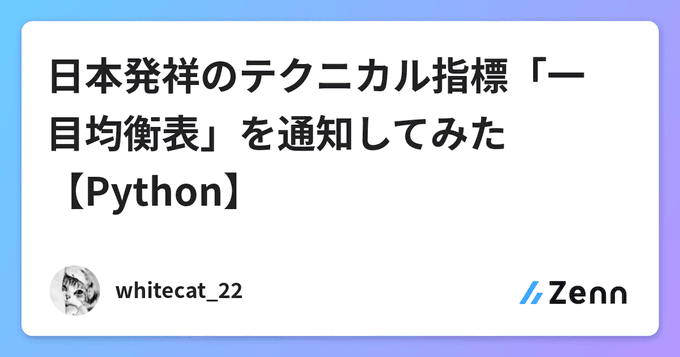 日本発祥のテクニカル指標「一
目均衡表」を通知してみた
【Python】
whitecat_22
Zenn